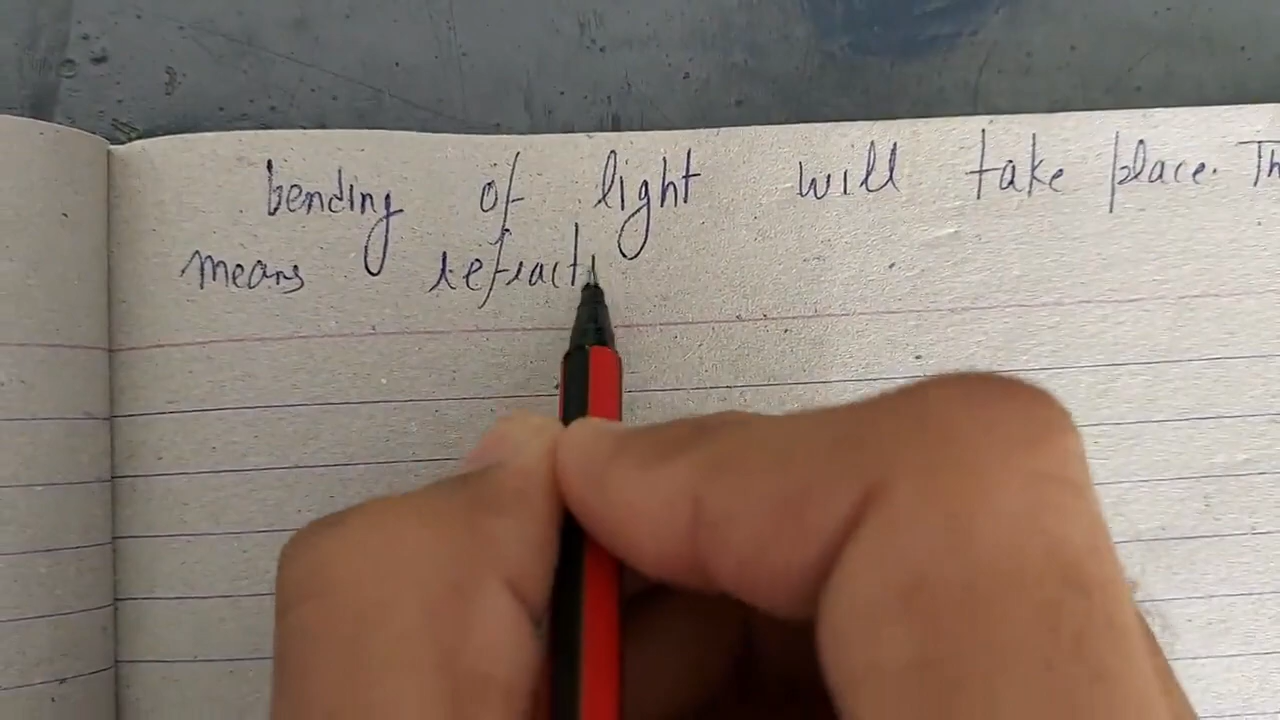 bending of light will take place. Th
means refracti